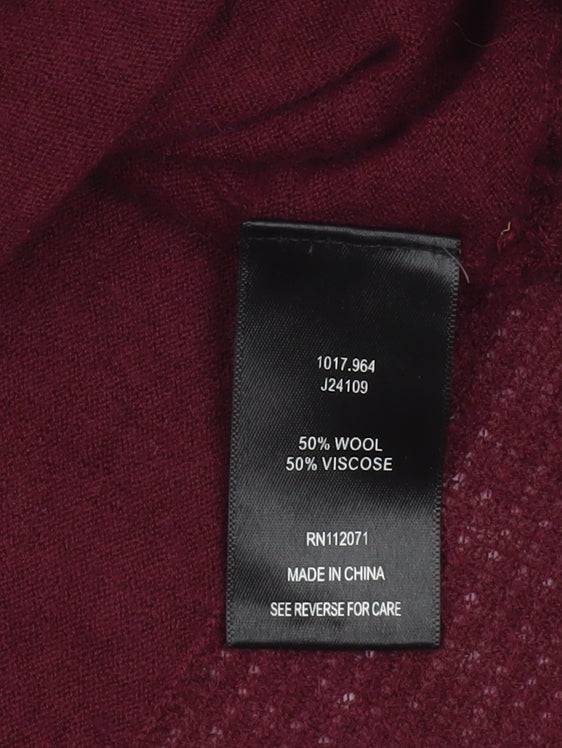 1017.964
J24109
50% WOOL
50% VISCOSE
RN112071
MADE IN CHINA
SEE REVERSE FOR CARE